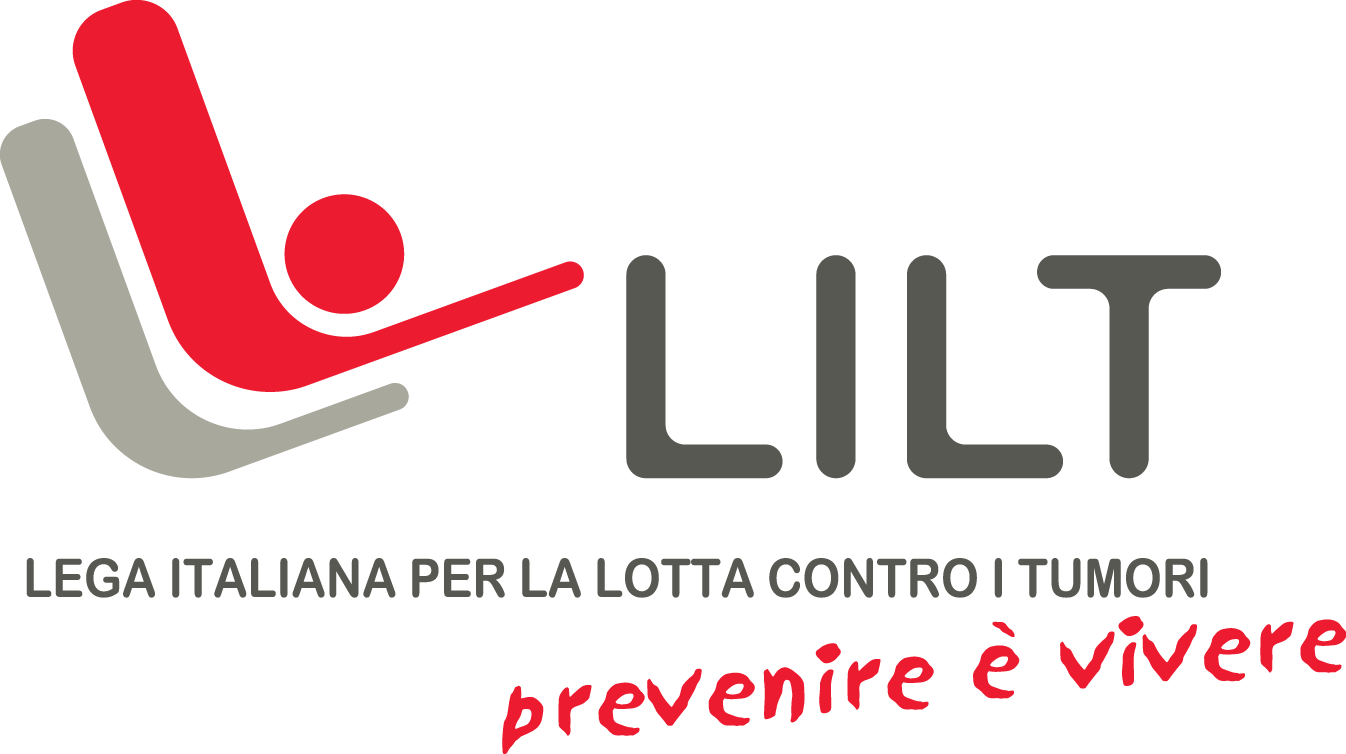 LILT
LEGA ITALIANA PER LA LOTTA CONTRO I TUMORI
prevenire è vivere